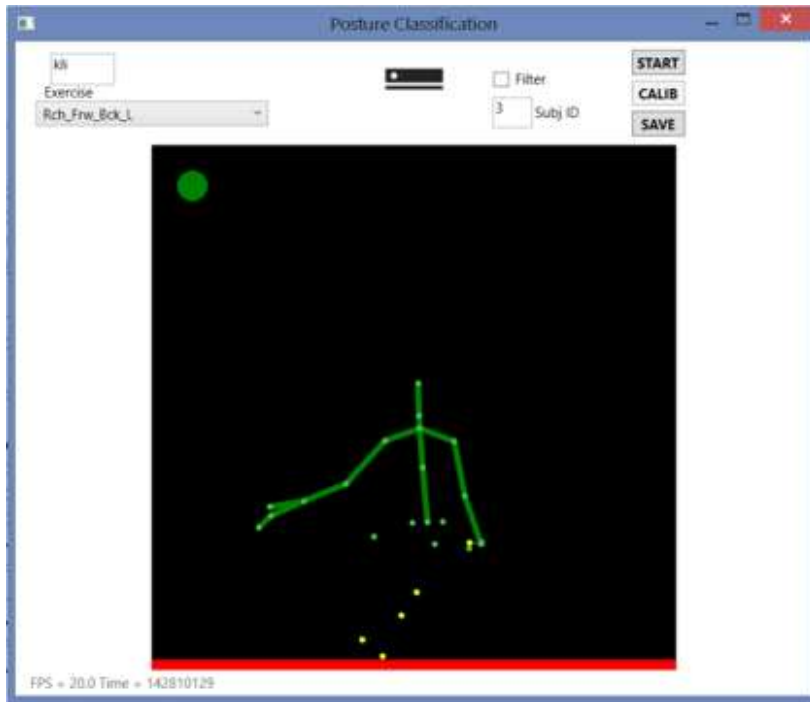 Posture Classification
kli
START
Filter
Exercise
CALIB
Rch_Frw_Bck_L
3
Subj ID
SAVE
FPS = 20.0 Time = 142810129